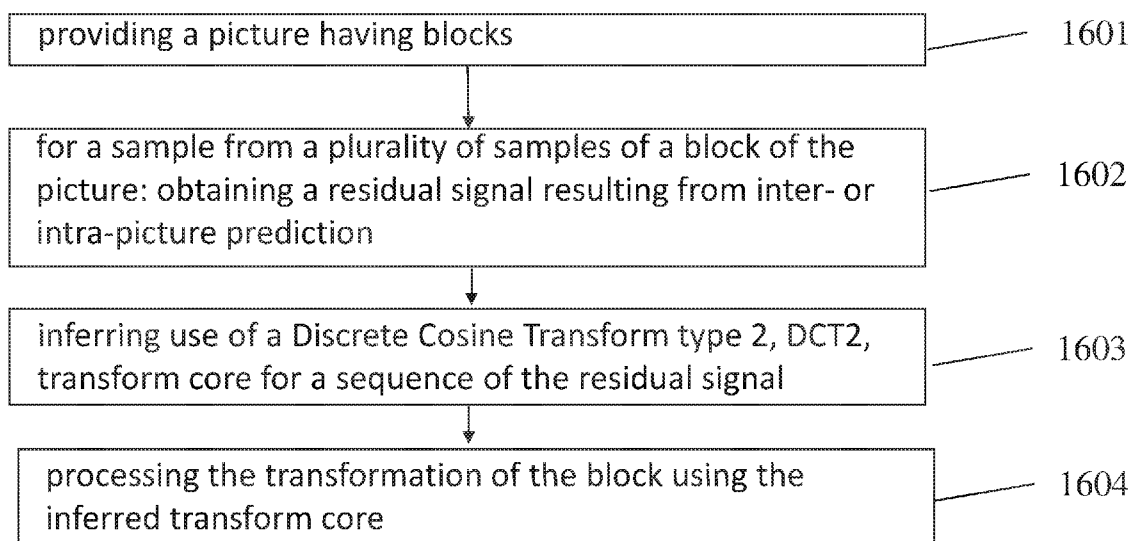 providing a picture having blocks
1601
for a sample from a plurality of samples of a block of the
picture: obtaining a residual signal resulting from inter- or
intra-picture prediction
1602
inferring use of a Discrete Cosine Transform type 2, DCT2,
transform core for a sequence of the residual signal
1603
processing the transformation of the block using the
inferred transform core
1604